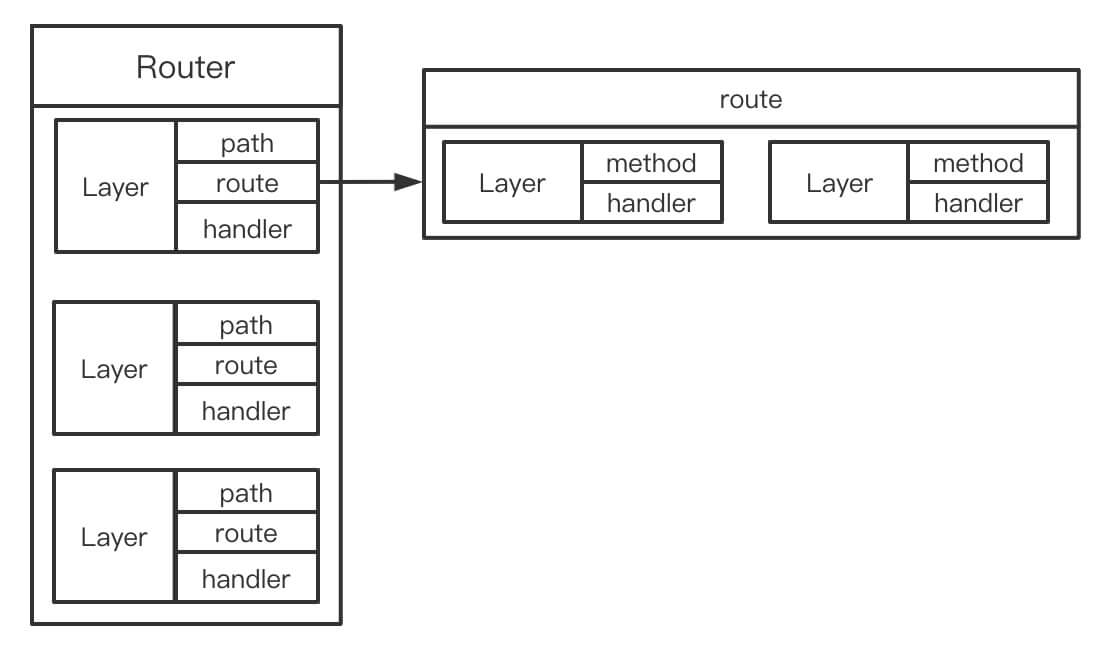 Router
Layer
path
route
handler
Layer
path
route
handler
Layer
path
route
handler
route
Layer
method
handler
Layer
method
handler